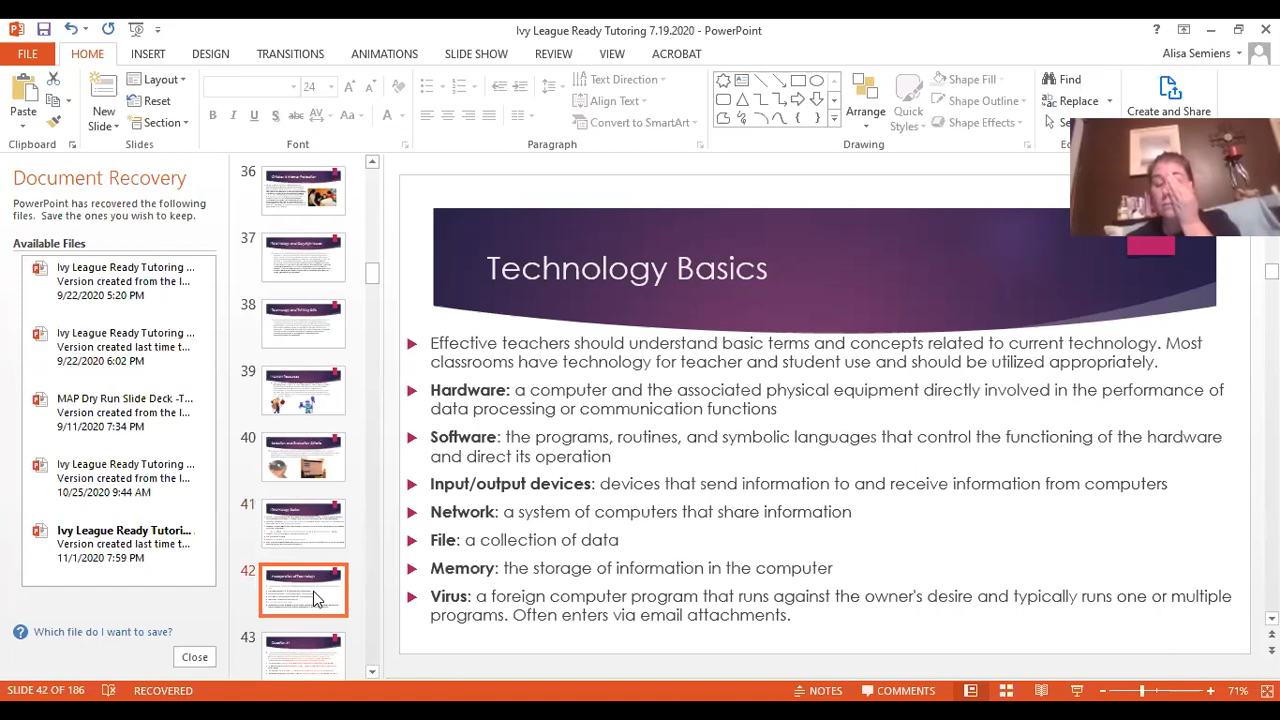 Ivy League Ready Tutoring 7.19.2020 - PowerPoint
FILE HOME INSERT DESIGN TRANSITIONS ANIMATIONS SLIDE SHOW REVIEW VIEW ACROBAT
Alisa Semiens
Paste
New
Slide
Layout
Reset
Section
24
Text Direction
Align Text
Convert to SmartArt
Arrange
Quick
Styles
Shape Fill
Shape Outline
Shape Effects
Find
Replace
Create and Share
Clipboard Slides Font Paragraph Drawing
Document Recovery
PowerPoint has recovered the following
files. Save the ones you wish to keep.
Available Files
Ivy League Ready Tutoring ...
Version created from the l...
9/22/2020 5:20 PM
Ivy League Ready Tutoring ...
Version created last time t...
9/22/2020 6:02 PM
MAP Dry Run Slide Deck -T...
Version created from the l...
9/11/2020 7:34 PM
Ivy League Ready Tutoring ...
Version created from the l...
10/25/2020 9:44 AM
Ivy League Ready Tutori...
Version created last time t...
11/1/2020 7:59 PM
Which file do I want to save?
Close
36
37
38
39
40
41
42
43
Technology Basics
Effective teachers should understand basic terms and concepts related to current technology. Most
classrooms have technology for teacher and student use and should be utilized appropriately.
Hardware: a computer and the associated physical equipment directly involved in the performance of
data processing or communication functions
Software: the programs, routines, and symbolic languages that control the functioning of the hardware
and direct its operation
Input/output devices: devices that send information to and receive information from computers
Network: a system of computers that share information
File: a collection of data
Memory: the storage of information in the computer
Virus: a foreign computer program that runs against the owner's desire and typically runs one or multiple
programs. Often enters via email attachments.
SLIDE 42 OF 186 RECOVERED NOTES COMMENTS 71%